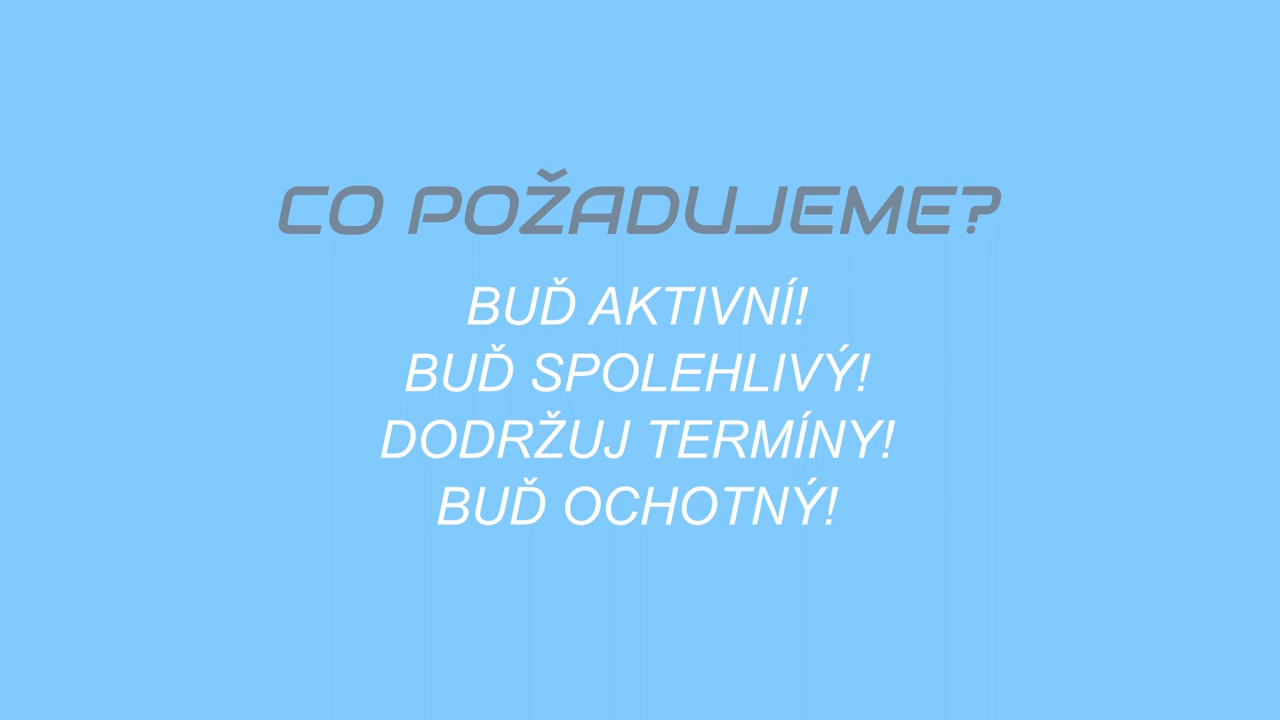 CO POŽADUJEME?
BUĎ AKTIVNÍ!
BUĎ SPOLEHLIVÝ!
DODRŽUJ TERMÍNY!
BUĎ OCHOTNÝ!